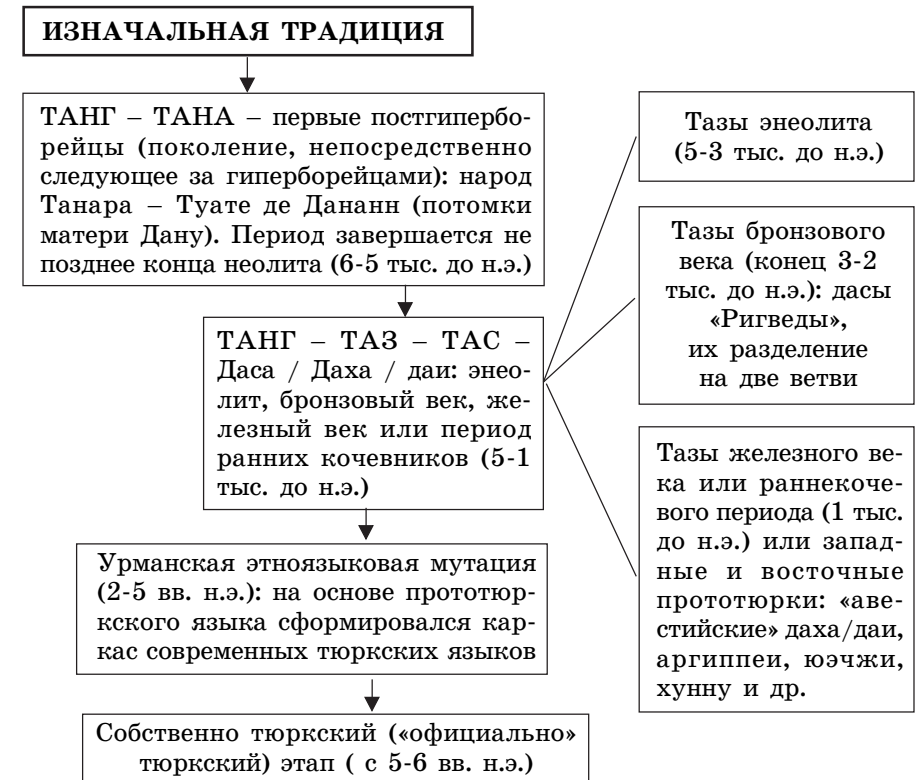 ИЗНАЧАЛЬНАЯ ТРАДИЦИЯ
ТАНГ – ТАНА – первые постгипербо-
рейцы (поколение, непосредственно
следующее за гиперборейцами): народ
Танара – Туате де Дананн (потомки
матери Дану). Период завершается не
позднее конца неолита (6-5 тыс. до н.э.)
ТАНГ – ТАЗ – ТАС –
Даса / Даха / даи: энео-
лит, бронзовый век, же-
лезный век или период
ранних кочевников (5-1
тыс. до н.э.)
Тазы энеолита
(5-3 тыс. до н.э.)
Тазы бронзового
века (конец 3-2
тыс. до н.э.): дасы
«Ригведы»,
их разделение
на две ветви
Тазы железного ве-
ка или раннекоче-
вого периода (1 тыс.
до н.э.) или запад-
ные и восточные
прототюрки: «аве-
стийские» даха/даи,
аргиппеи, юэчжи,
хунну и др.
Урманская этноязыковая мутация
(2-5 вв. н.э.): на основе прототюр-
кского языка сформировался кар-
кас современных тюркских языков
Собственно тюркский («официально»
тюркский) этап ( с 5-6 вв. н.э.)